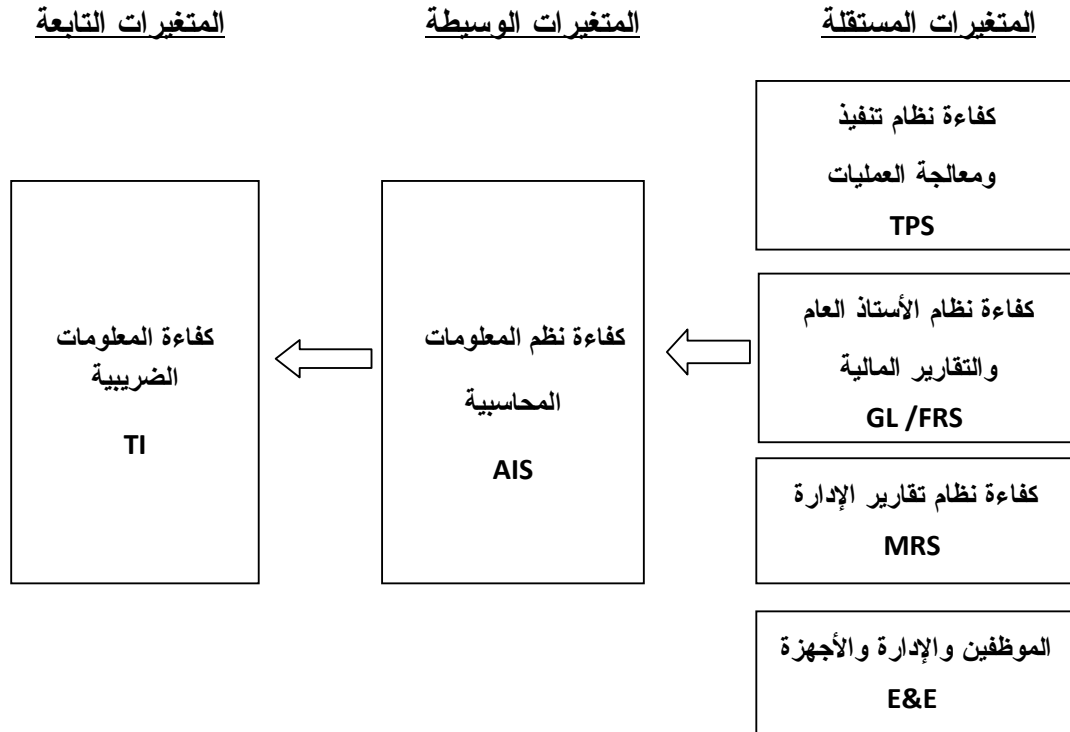 المتغيرات المستقلة
المتغيرات الوسيطة
المتغيرات التابعة
كفاءة نظام تنفيذ
ومعالجة العمليات
TPS
كفاءة نظام الأستاذ العام
والتقارير المالية
GL /FRS
كفاءة نظام تقارير الإدارة
MRS
الموظفين والإدارة والأجهزة
E&E
كفاءة نظم المعلومات
المحاسبية
AIS
كفاءة المعلومات
الضريبية
TI